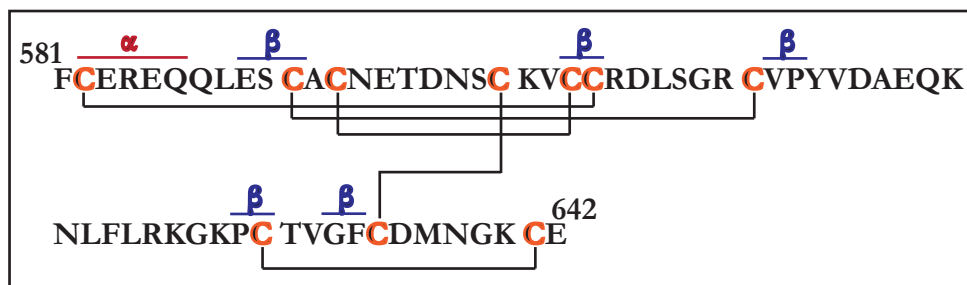 α β β β
581
FCEREQQLES CACNETDNSC KVCCRDLSGR CVPYVDAEQK
β β
642
NLFLRKGKPC TVGFCDMNGK CE